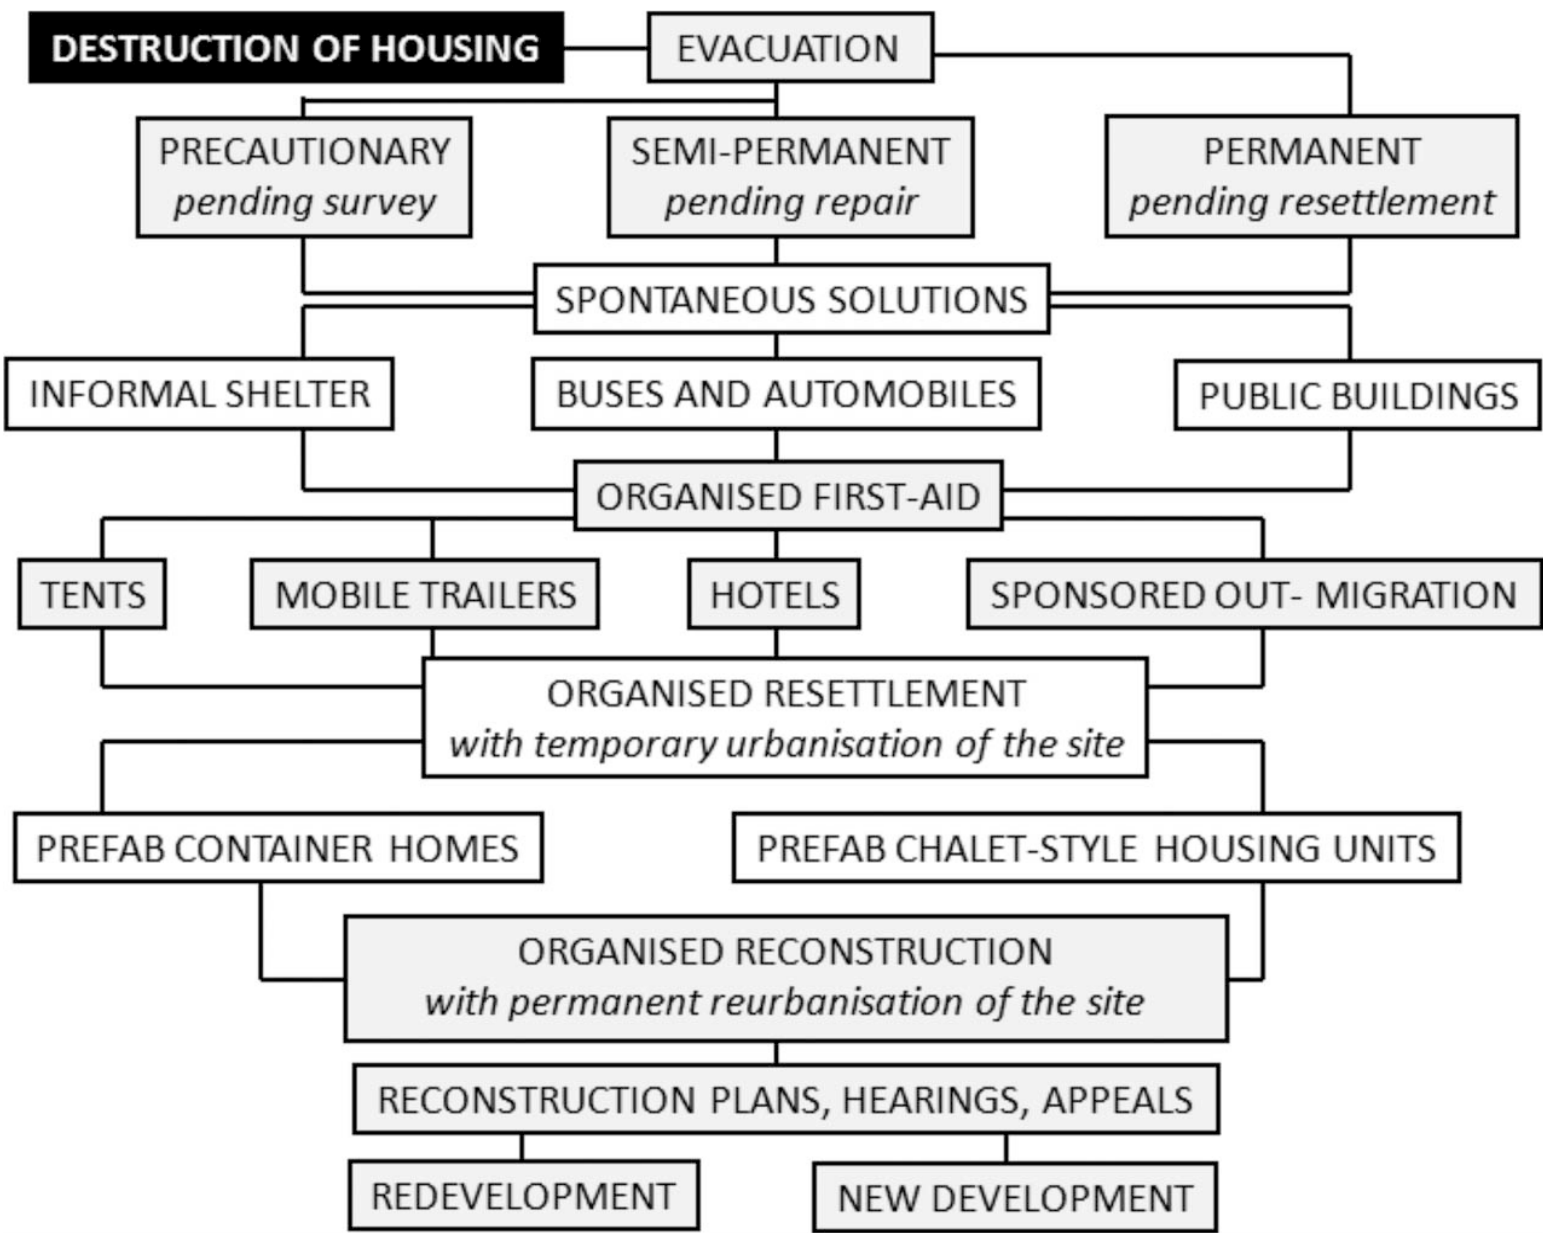 DESTRUCTION OF HOUSING
EVACUATION
PRECAUTIONARY
pending survey
SEMI-PERMANENT
pending repair
PERMANENT
pending resettlement
SPONTANEOUS SOLUTIONS
INFORMAL SHELTER
BUSES AND AUTOMOBILES
PUBLIC BUILDINGS
ORGANISED FIRST-AID
TENTS
MOBILE TRAILERS
HOTELS
SPONSORED OUT- MIGRATION
ORGANISED RESETTLEMENT
with temporary urbanisation of the site
PREFAB CONTAINER HOMES
PREFAB CHALET-STYLE HOUSING UNITS
ORGANISED RECONSTRUCTION
with permanent reurbanisation of the site
RECONSTRUCTION PLANS, HEARINGS, APPEALS
REDEVELOPMENT
NEW DEVELOPMENT